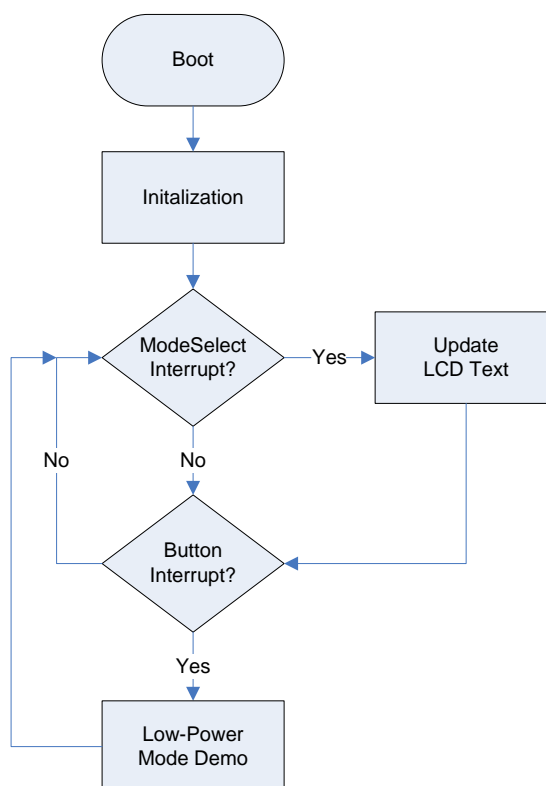 Boot
Initalization
ModeSelect
Interrupt?
Yes
Update
LCD Text
No
No
Button
Interrupt?
Yes
Low-Power
Mode Demo